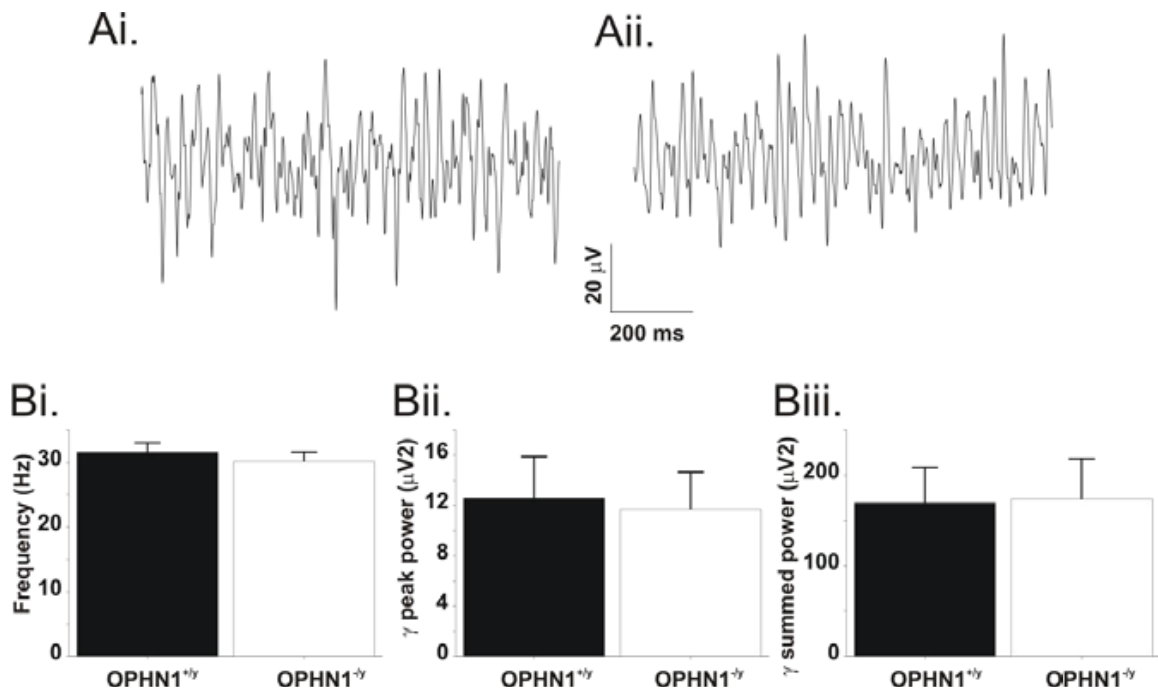 Ai.
Aii.
20 μV
200 ms
Bi.
Frequency (Hz)
30
20
10
0
OPHN1+/y
OPHN1-/y
Bii.
γ peak power (μV2)
16
12
8
4
0
OPHN1+/y
OPHN1-/y
Biii.
γ summed power (μV2)
200
100
0
OPHN1+/y
OPHN1-/y